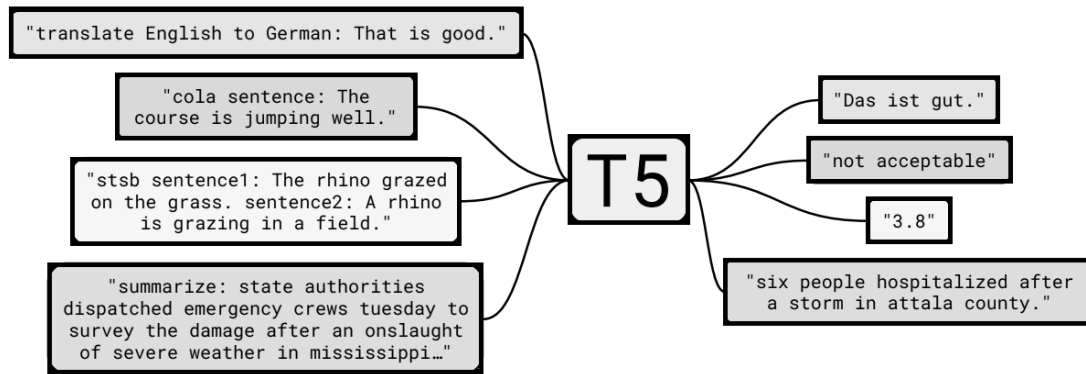 "translate English to German: That is good."
"cola sentence: The
course is jumping well."
"stsb sentence1: The rhino grazed
on the grass. sentence2: A rhino
is grazing in a field."
"summarize: state authorities
dispatched emergency crews tuesday to
survey the damage after an onslaught
of severe weather in mississippi…"
T5
"Das ist gut."
"not acceptable"
"3.8"
"six people hospitalized after
a storm in attala county."